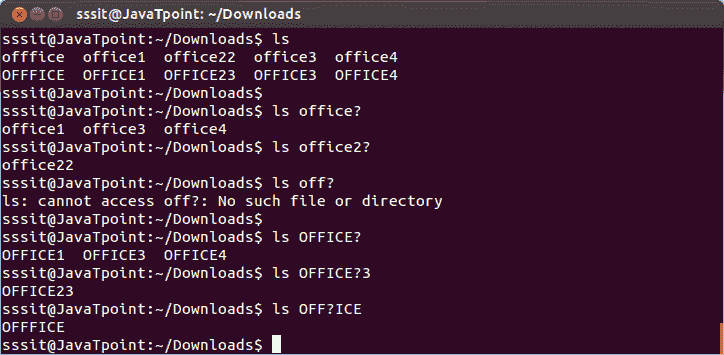 sssit@JavaTpoint: ~/Downloads
sssit@JavaTpoint:~/Downloads$ ls
offfice  office1  office22  office3  office4
OFFFICE  OFFICE1  OFFICE23  OFFICE3  OFFICE4
sssit@JavaTpoint:~/Downloads$
sssit@JavaTpoint:~/Downloads$ ls office?
office1  office3  office4
sssit@JavaTpoint:~/Downloads$ ls office2?
office22
sssit@JavaTpoint:~/Downloads$ ls off?
ls: cannot access off?: No such file or directory
sssit@JavaTpoint:~/Downloads$
sssit@JavaTpoint:~/Downloads$ ls OFFICE?
OFFICE1  OFFICE3  OFFICE4
sssit@JavaTpoint:~/Downloads$ ls OFFICE?3
OFFICE23
sssit@JavaTpoint:~/Downloads$ ls OFF?ICE
OFFFICE
sssit@JavaTpoint:~/Downloads$